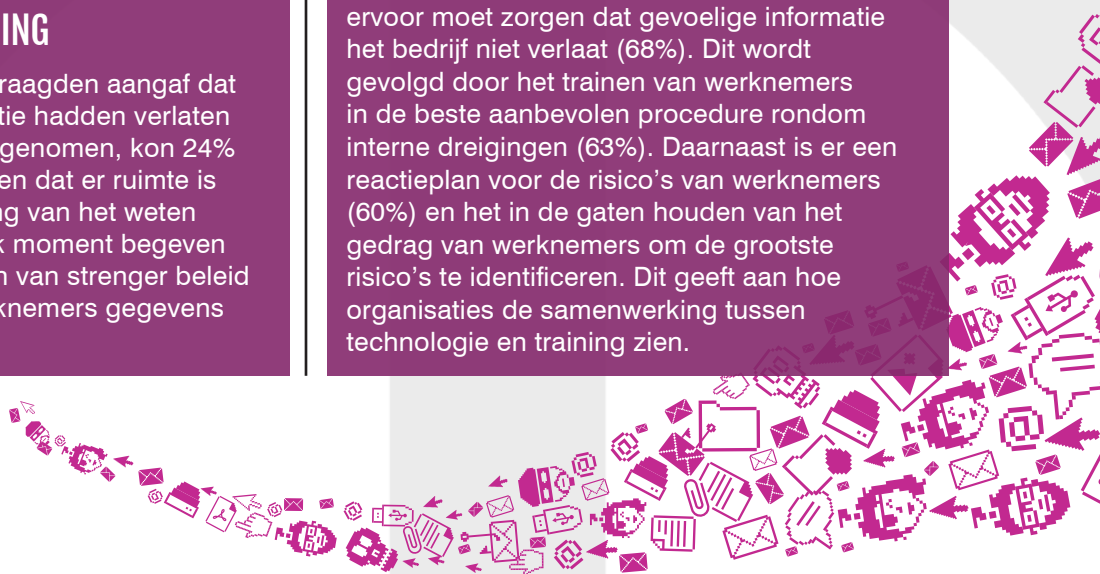 ING
raagden aangaf dat
tie hadden verlaten
genomen, kon 24%
en dat er ruimte is
ng van het weten
k moment begeven
n van strenger beleid
knemers gegevens
ervoor moet zorgen dat gevoelige informatie
het bedrijf niet verlaat (68%). Dit wordt
gevolgd door het trainen van werknemers
in de beste aanbevolen procedure rondom
interne dreigingen (63%). Daarnaast is er een
reactieplan voor de risico’s van werknemers
(60%) en het in de gaten houden van het
gedrag van werknemers om de grootste
risico’s te identificeren. Dit geeft aan hoe
organisaties de samenwerking tussen
technologie en training zien.